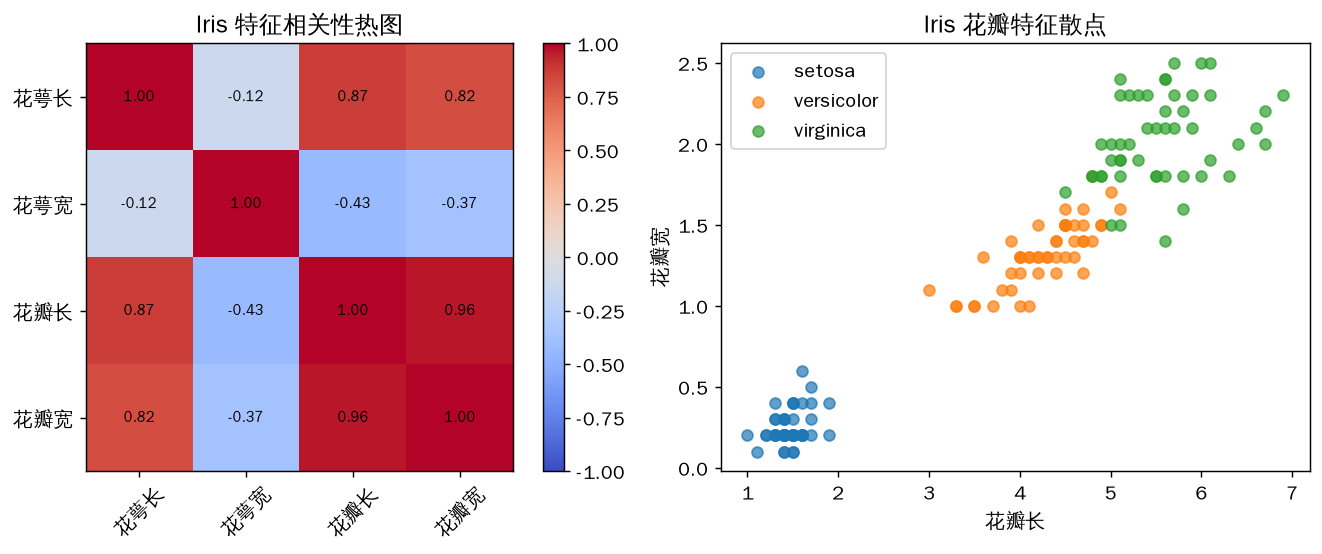 Iris 特征相关性热图
花萼长
花萼宽
花瓣长
花瓣宽
1.00 -0.12 0.87 0.82
-0.12 1.00 -0.43 -0.37
0.87 -0.43 1.00 0.96
0.82 -0.37 0.96 1.00
花萼长 花萼宽 花瓣长 花瓣宽
1.00
0.75
0.50
0.25
0.00
-0.25
-0.50
-0.75
-1.00
Iris 花瓣特征散点
setosa
versicolor
virginica
花瓣宽
2.5
2.0
1.5
1.0
0.5
0.0
1 2 3 4 5 6 7
花瓣长